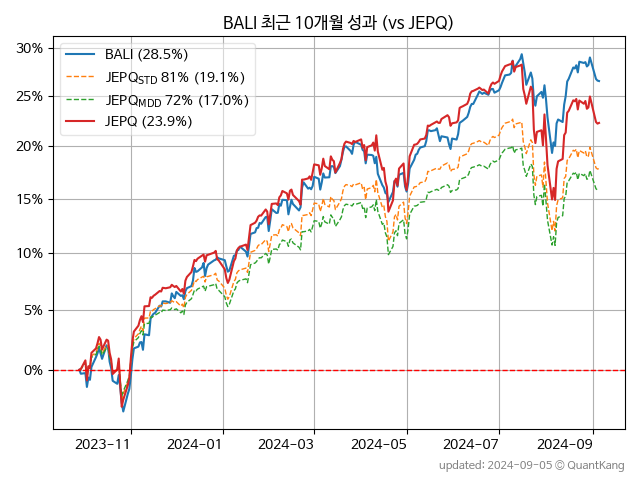 BALI 최근 10개월 성과 (vs JEPQ)
30%
25%
20%
15%
10%
5%
0%
BALI (28.5%)
JEPQSTD 81% (19.1%)
JEPQMDD 72% (17.0%)
JEPQ (23.9%)
2023-11
2024-01
2024-03
2024-05
2024-07
2024-09
updated: 2024-09-05 © QuantKang